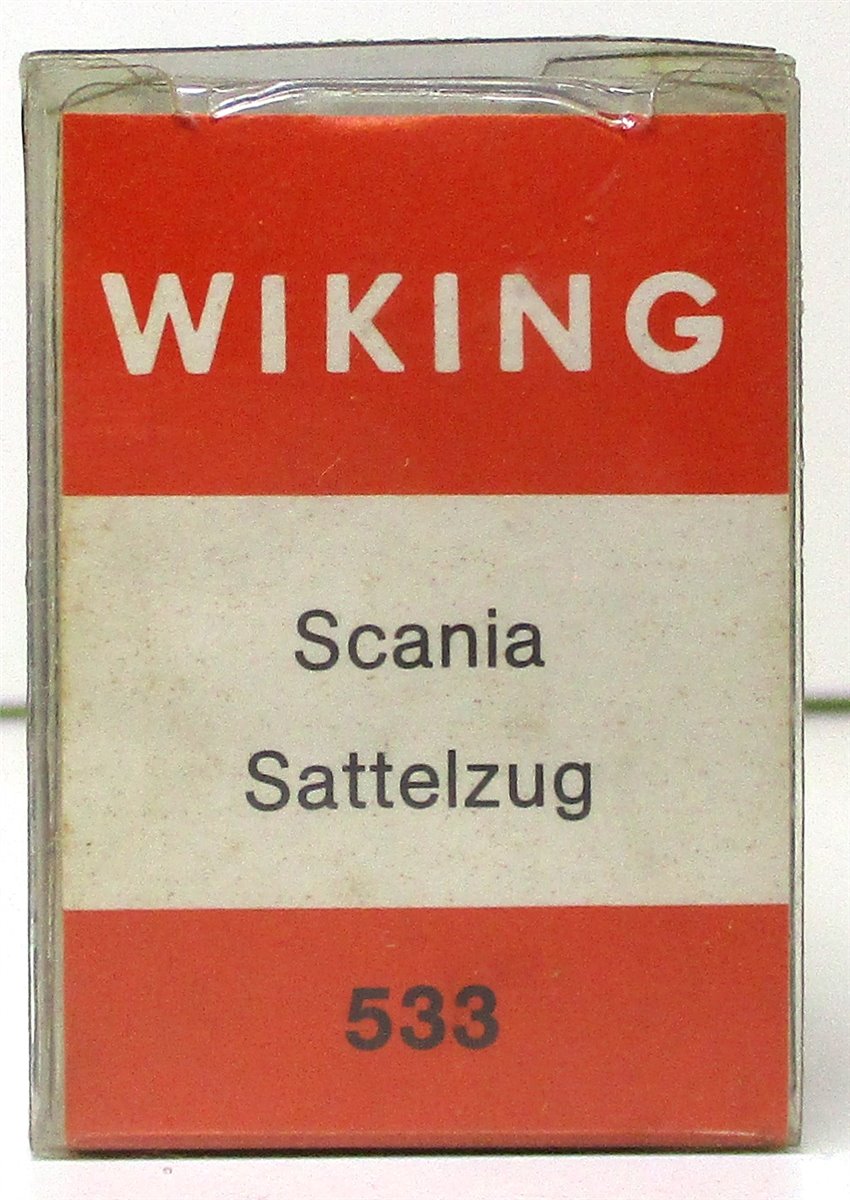 WIKING
Scania
Sattelzug
533